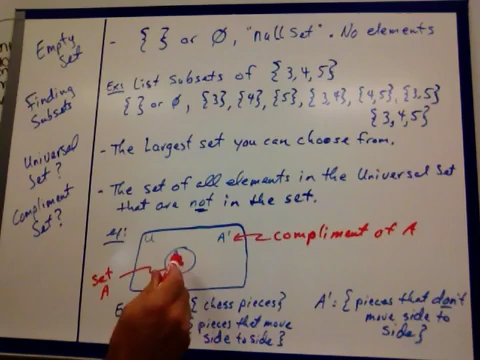 Empty Set - { } or Ø, "null set". No elements
Finding Subsets
Ex: List Subsets of {3,4,5}
{ } or Ø, {3}, {4}, {5}, {3,4}, {4,5}, {3,5}
{3,4,5}
Universal Set? - The Largest set you can choose from.
Compliment Set? - The set of all elements in the Universal Set
that are not in the set.
ex:
U
A'
compliment of A
set A
{chess pieces}
pieces that move side to side}
A': {pieces that don't
move side to
side}